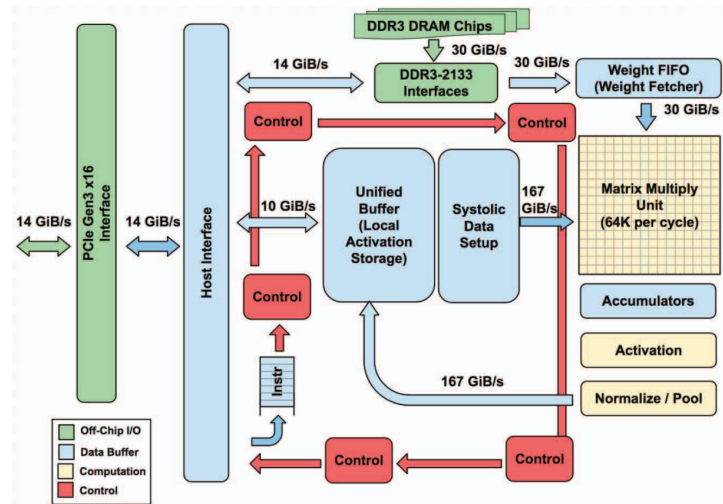 DDR3 DRAM Chips
30 GiB/s
14 GiB/s
DDR3-2133
Interfaces
30 GiB/s
Weight FIFO
(Weight Fetcher)
30 GiB/s
Control
Control
PCIe Gen3 x16
Interface
14 GiB/s
14 GiB/s
Host Interface
10 GiB/s
Unified
Buffer
(Local
Activation
Storage)
Systolic
Data
Setup
167
GiB/s
Matrix Multiply
Unit
(64K per cycle)
Control
Accumulators
Activation
Instr
167 GiB/s
Normalize / Pool
Off-Chip I/O
Data Buffer
Computation
Control
Control
Control